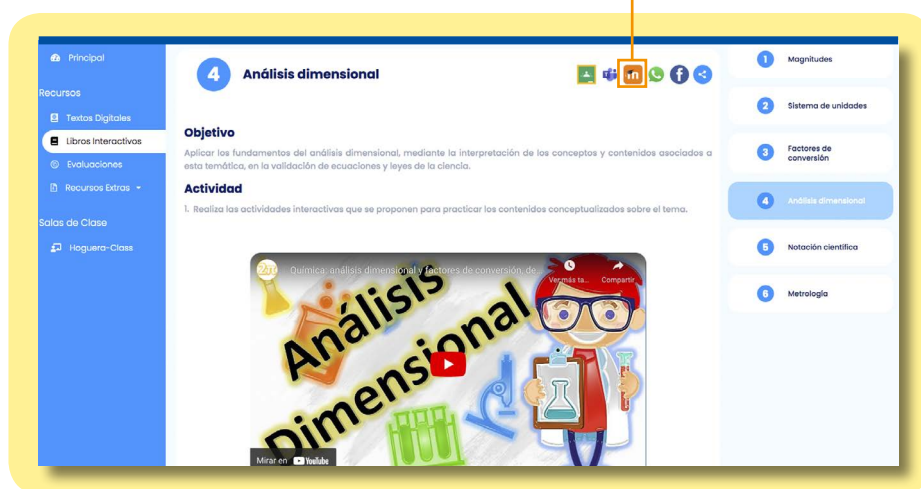 Principal
Recursos
Textos Digitales
Libros Interactivos
Evaluaciones
Recursos Extras
Salas de Clase
Hoguera-Class
4 Análisis dimensional
Objetivo
Aplicar los fundamentos del análisis dimensional, mediante la interpretación de los conceptos y contenidos asociados a
esta temática, en la validación de ecuaciones y leyes de la ciencia.
Actividad
1. Realiza las actividades interactivas que se proponen para practicar los contenidos conceptualizados sobre el tema.
Química: análisis dimensional y factores de conversión, de...
Ver más ta...
Compartir
Análisis
Dimensional
Mirar en YouTube
1 Magnitudes
2 Sistema de unidades
3 Factores de
conversión
4 Análisis dimensional
5 Notación científica
6 Metrología